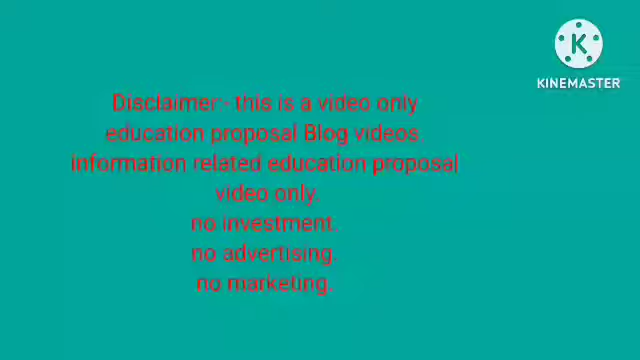 KINEMASTER
Disclaimer:- this is a video only
education proposal Blog videos
information related education proposal
video only.
no investment.
no advertising.
no marketing.